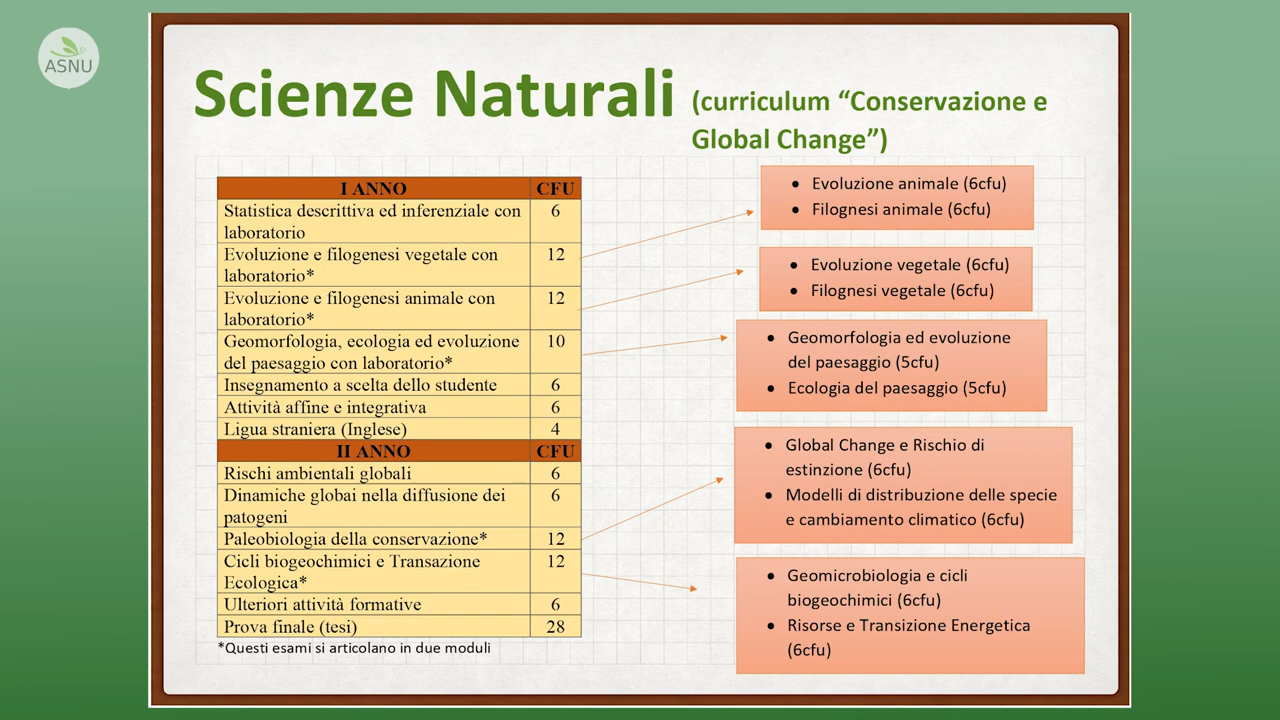 ASNU
Scienze Naturali (curriculum “Conservazione e
Global Change”)
I ANNO CFU
Statistica descrittiva ed inferenziale con 6
laboratorio
Evoluzione e filogenesi vegetale con 12
laboratorio*
Evoluzione e filogenesi animale con 12
laboratorio*
Geomorfologia, ecologia ed evoluzione 10
del paesaggio con laboratorio*
Insegnamento a scelta dello studente 6
Attività affine e integrativa 6
Ligua straniera (Inglese) 4
II ANNO CFU
Rischi ambientali globali 6
Dinamiche globai nella diffusione dei 6
patogeni
Paleobiologia della conservazione* 12
Cicli biogeochimici e Transazione 12
Ecologica*
Ulteriori attività formative 6
Prova finale (tesi) 28
*Questi esami si articolano in due moduli
• Evoluzione animale (6cfu)
• Filognesi animale (6cfu)
• Evoluzione vegetale (6cfu)
• Filognesi vegetale (6cfu)
• Geomorfologia ed evoluzione
del paesaggio (5cfu)
• Ecologia del paesaggio (5cfu)
• Global Change e Rischio di
estinzione (6cfu)
• Modelli di distribuzione delle specie
e cambiamento climatico (6cfu)
• Geomicrobiologia e cicli
biogeochimici (6cfu)
• Risorse e Transizione Energetica
(6cfu)